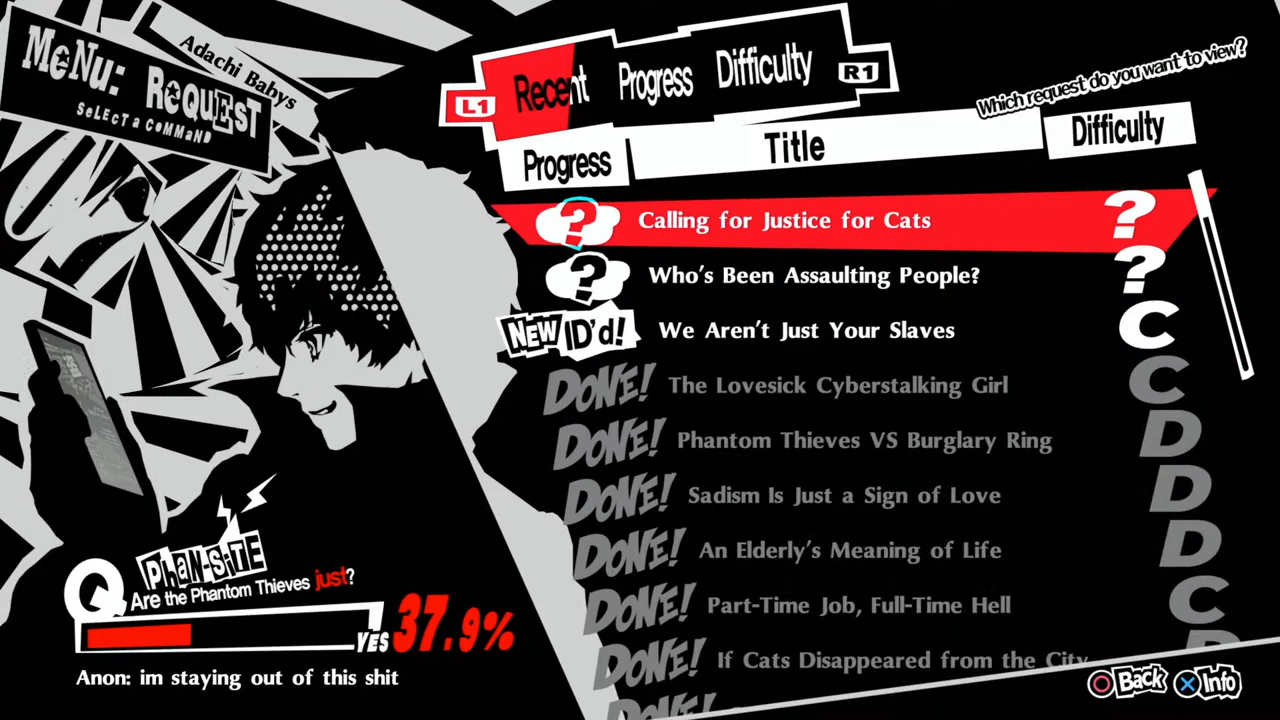 MeNu: ReQuEST
SeLEcT a CoMMaND
Adachi Babys
L1 Recent Progress Difficulty R1
Which request do you want to view?
Progress Title Difficulty
? Calling for Justice for Cats ?
? Who's Been Assaulting People? ?
NEW ID'd! We Aren't Just Your Slaves C
DONE! The Lovesick Cyberstalking Girl C
DONE! Phantom Thieves VS Burglary Ring D
DONE! Sadism Is Just a Sign of Love D
DONE! An Elderly's Meaning of Life D
DONE! Part-Time Job, Full-Time Hell C
DONE! If Cats Disappeared from the City D
DONE!
PhaN-SiTE
Q Are the Phantom Thieves just?
YES 37.9%
Anon: im staying out of this shit
Back Info